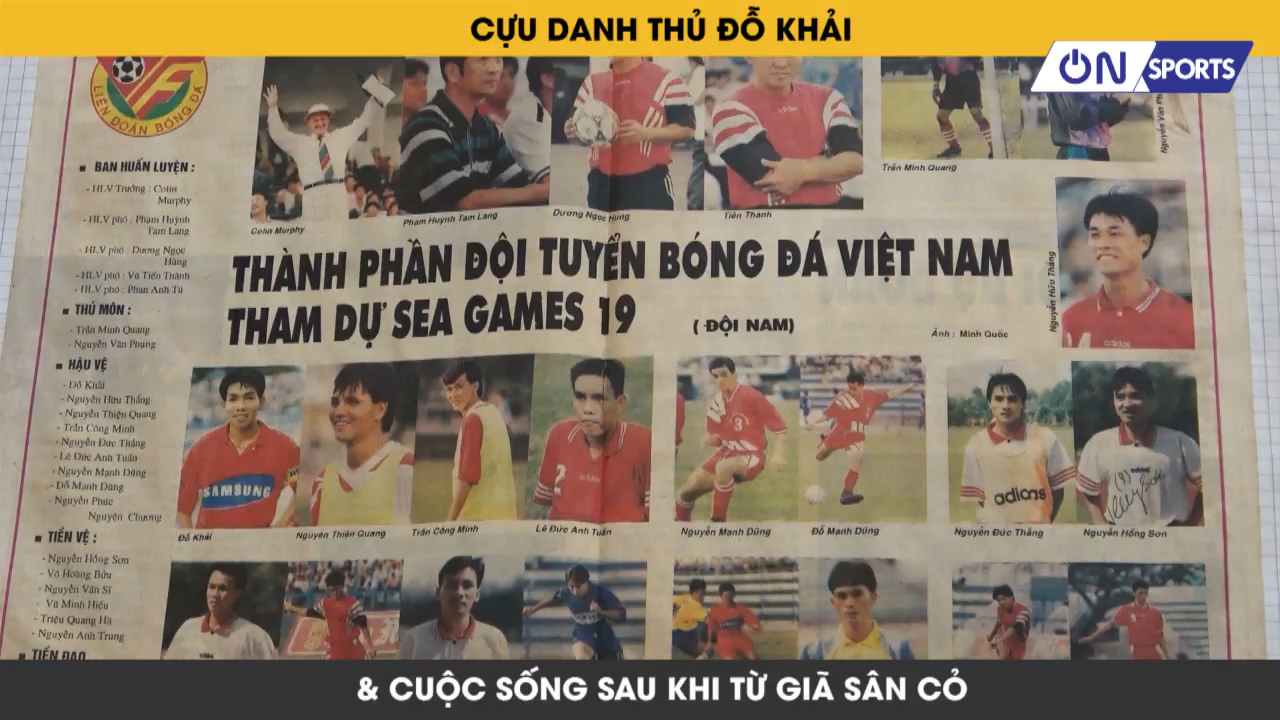 CỰU DANH THỦ ĐỖ KHẢI
ON SPORTS
LIÊN ĐOÀN BÓNG ĐÁ
BAN HUẤN LUYỆN :
- HLV Trưởng : Colin
Murphy
- HLV phó : Phạm Huỳnh
Tam Lang
- HLV phó : Dương Ngọc
Hùng
- HLV phó : Vũ Tiến Thành
- HLV phó : Phan Anh Tú
THỦ MÔN :
- Trần Minh Quang
- Nguyễn Văn Phụng
HẬU VỆ
- Đỗ Khải
- Nguyễn Hữu Thắng
- Nguyễn Thiện Quang
- Trần Công Minh
- Nguyễn Đức Thắng
- Lê Đức Anh Tuấn
- Nguyễn Mạnh Dũng
- Đỗ Mạnh Dũng
- Nguyễn Phúc
Nguyên Chương
TIỀN VỆ :
- Nguyễn Hồng Sơn
- Võ Hoàng Bửu
- Nguyễn Văn Sĩ
- Vũ Minh Hiếu
- Triệu Quang Hà
- Nguyễn Anh Trung
TIỀN ĐẠO
Colin Murphy
Phạm Huỳnh Tam Lang
Dương Ngọc Hùng
Tiến Thành
Trần Minh Quang
Nguyễn Văn
Nguyễn Hữu Thắng
THÀNH PHẦN ĐỘI TUYỂN BÓNG ĐÁ VIỆT NAM
THAM DỰ SEA GAMES 19
( ĐỘI NAM)
Ảnh : Minh Quốc
SAMSUNG
adidas
adidas
Đỗ Khải
Nguyễn Thiện Quang
Trần Công Minh
Lê Đức Anh Tuấn
Nguyễn Mạnh Dũng
Đỗ Mạnh Dũng
Nguyễn Đức Thắng
Nguyễn Hồng Sơn
& CUỘC SỐNG SAU KHI TỪ GIÃ SÂN CỎ